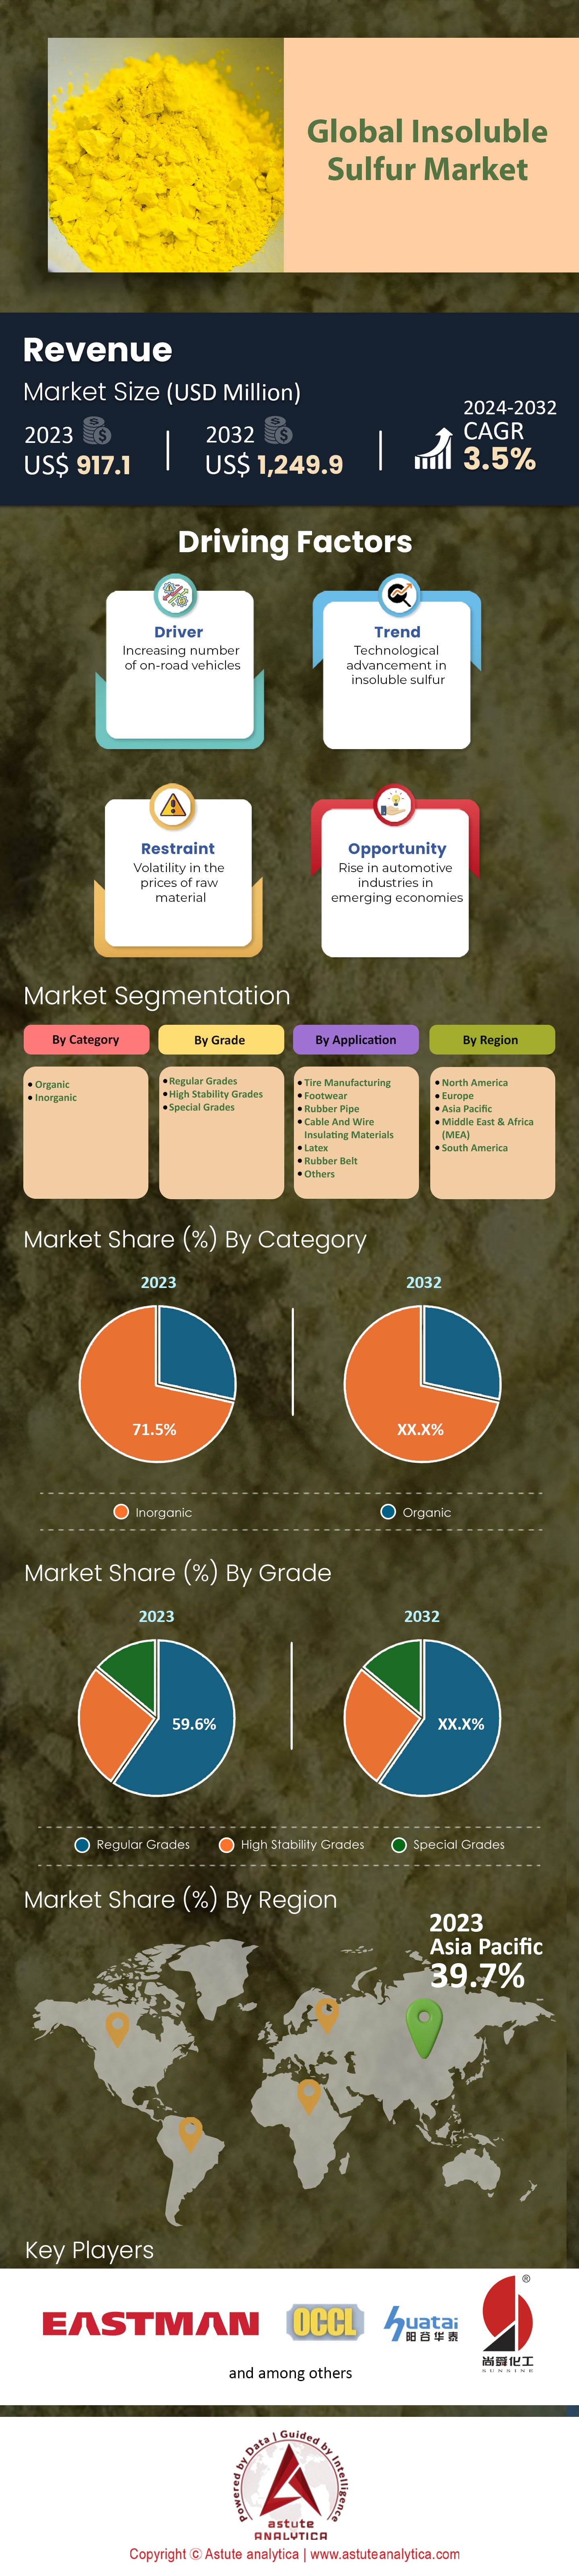 Global Insoluble
Sulfur Market
Revenue
Market Size (USD Million)
2023
US$ 917.1
2032
US$ 1,249.9
2024-2032
CAGR
3.5%
Driving Factors
Driver
Increasing number
of on-road vehicles
Trend
Technological
advancement in
insoluble sulfur
Restraint
Volatility in the
prices of raw
material
Opportunity
Rise in automotive
industries in
emerging economies
Market Segmentation
By Category
Organic
Inorganic
By Grade
Regular Grades
High Stability Grades
Special Grades
By Application
Tire Manufacturing
Footwear
Rubber Pipe
Cable And Wire
Insulating Materials
Latex
Rubber Belt
Others
By Region
North America
Europe
Asia Pacific
Middle East & Africa
(MEA)
South America
Market Share (%) By Category
2023
2032
71.5%
XX.X%
Inorganic
Organic
Market Share (%) By Grade
2023
2032
59.6%
XX.X%
Regular Grades
High Stability Grades
Special Grades
Market Share (%) By Region
2023
Asia Pacific
39.7%
Key Players
EASTMAN
OCCL
huatai
阳谷华泰
®
尚舜化工
SUNSINE
and among others
Powered by Data | Guided by Intelligence
astute
ANALYTICA
Copyright © Astute analytica | www.astuteanalytica.com